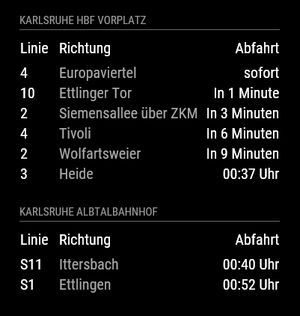 KARLSRUHE HBF VORPLATZ
Linie Richtung Abfahrt
4 Europaviertel sofort
10 Ettlinger Tor In 1 Minute
2 Siemensallee über ZKM In 3 Minuten
4 Tivoli In 6 Minuten
2 Wolfartsweier In 9 Minuten
3 Heide 00:37 Uhr
KARLSRUHE ALBTALBAHNHOF
Linie Richtung Abfahrt
S11 Ittersbach 00:40 Uhr
S1 Ettlingen 00:52 Uhr